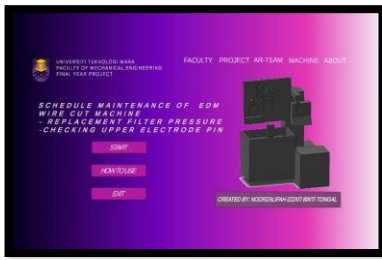 UNIVERSITI TEKNOLOGI MARA
FACULTY OF MECHANICAL ENGINEERING
FINAL YEAR PROJECT
FACULTY PROJECT AR-TEAM MACHINE ABOUT
SCHEDULE MAINTENANCE OF EDM
WIRE CUT MACHINE
- REPLACEMENT FILTER PRESSURE
-CHECKING UPPER ELECTRODE PIN
START
HOW TO USE
EXIT
CREATED BY: NOORZALIFAH IZZATI BINTI TONGAL